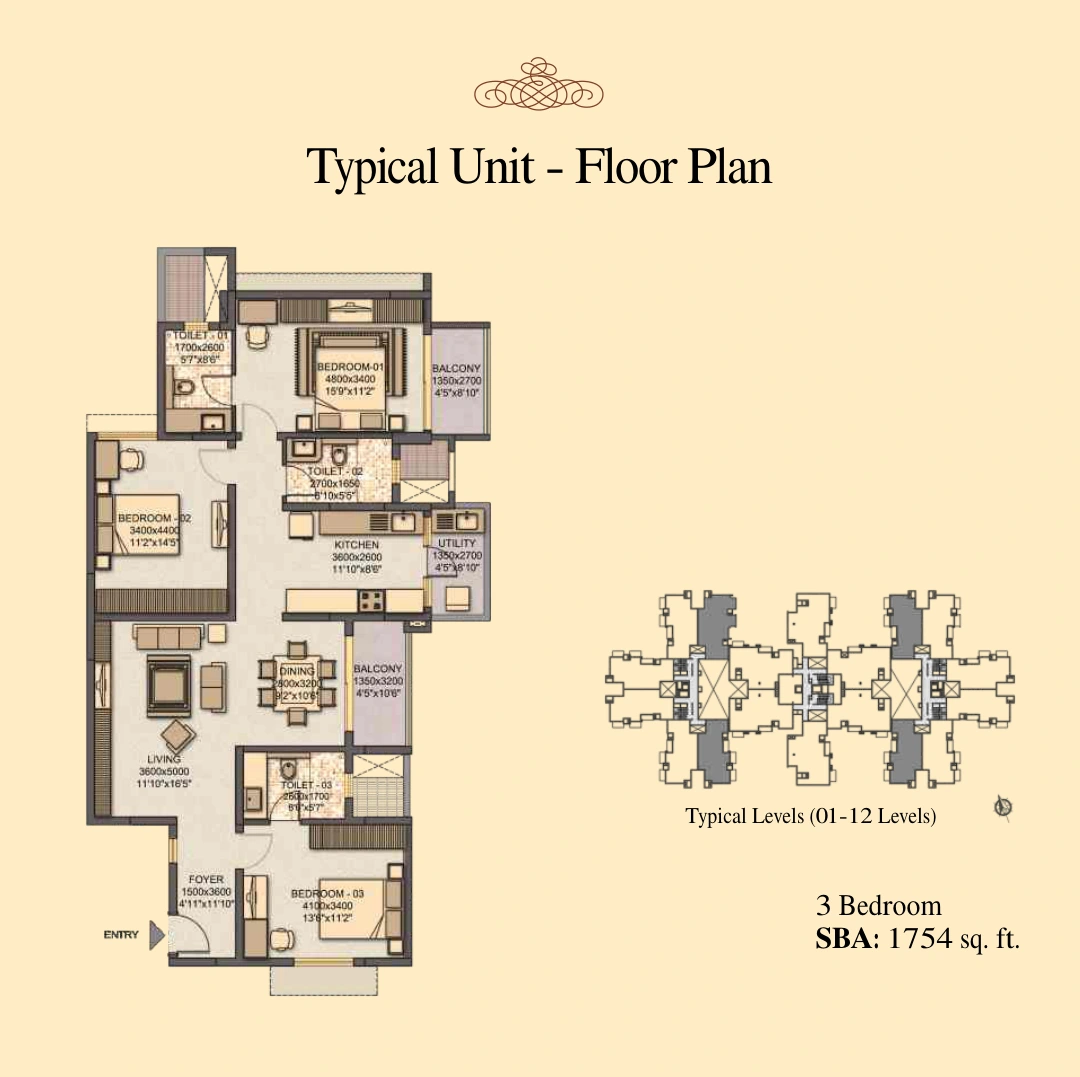 Typical Unit - Floor Plan
TOILET - 01
1700x2600
5'7"x8'6"
BEDROOM-01
4800x3400
15'9"x11'2"
BALCONY
1350x2700
4'5"x8'10"
TOILET - 02
2700x1650
8'10x5'5"
BEDROOM - 02
3400x4400
11'2"x14'5"
KITCHEN
3600x2600
11'10"x8'6"
UTILITY
1350x2700
4'5"x8'10"
DINING
2800x3200
9'2"x10'6"
BALCONY
1350x3200
4'5"x10'6"
LIVING
3600x5000
11'10"x16'5"
TOILET - 03
2600x1700
8'6"x5'7"
FOYER
1500x3600
4'11"x11'10"
BEDROOM - 03
4100x3400
13'6"x11'2"
ENTRY
Typical Levels (01-12 Levels)
3 Bedroom
SBA: 1754 sq. ft.